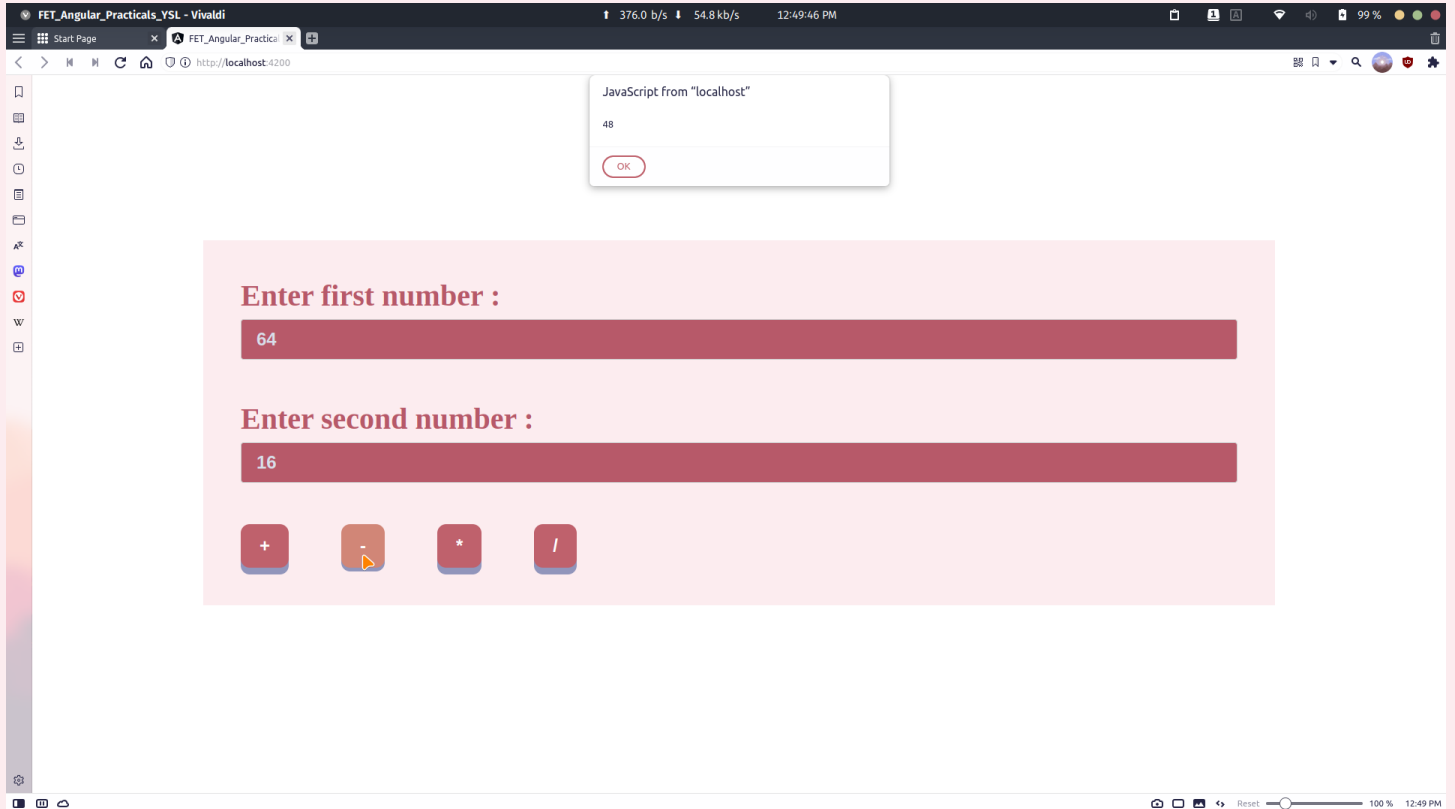 FET_Angular_Practicals_YSL - Vivaldi
376.0 b/s 54.8 kb/s 12:49:46 PM
1 A 99 %
Start Page
FET_Angular_Practical
http://localhost:4200
JavaScript from “localhost”
48
OK
Enter first number :
64
Enter second number :
16
+ - * /
Reset 100 % 12:49 PM